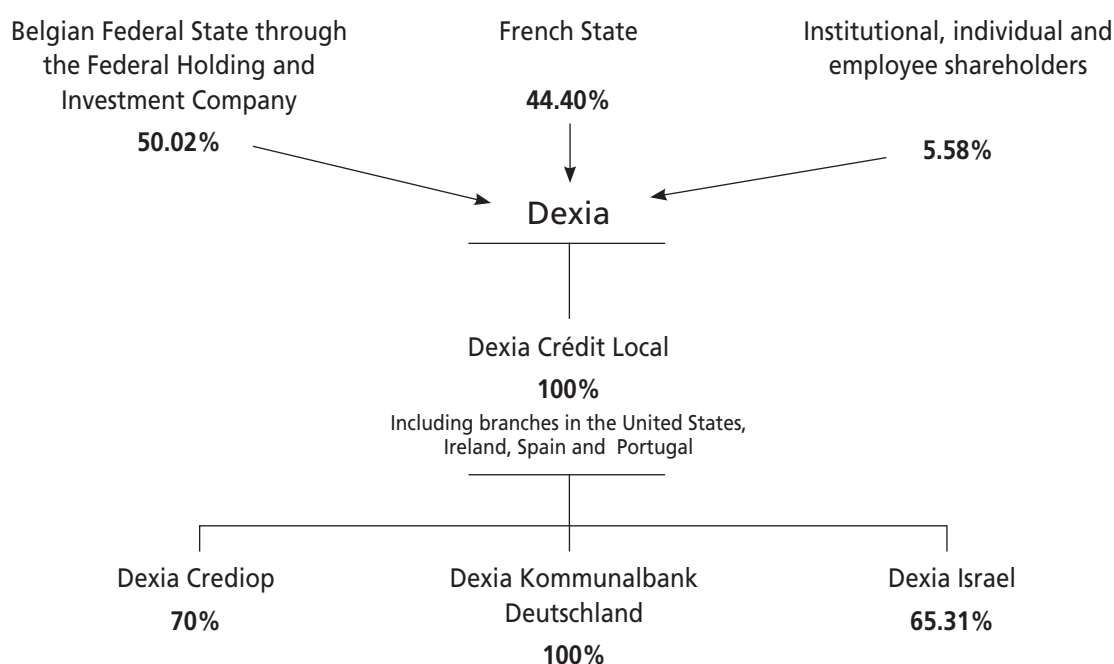 Belgian Federal State through
the Federal Holding and
Investment Company
50.02%
French State
44.40%
Institutional, individual and
employee shareholders
5.58%
Dexia
Dexia Crédit Local
100%
Including branches in the United States,
Ireland, Spain and Portugal
Dexia Crediop
70%
Dexia Kommunalbank
Deutschland
100%
Dexia Israel
65.31%